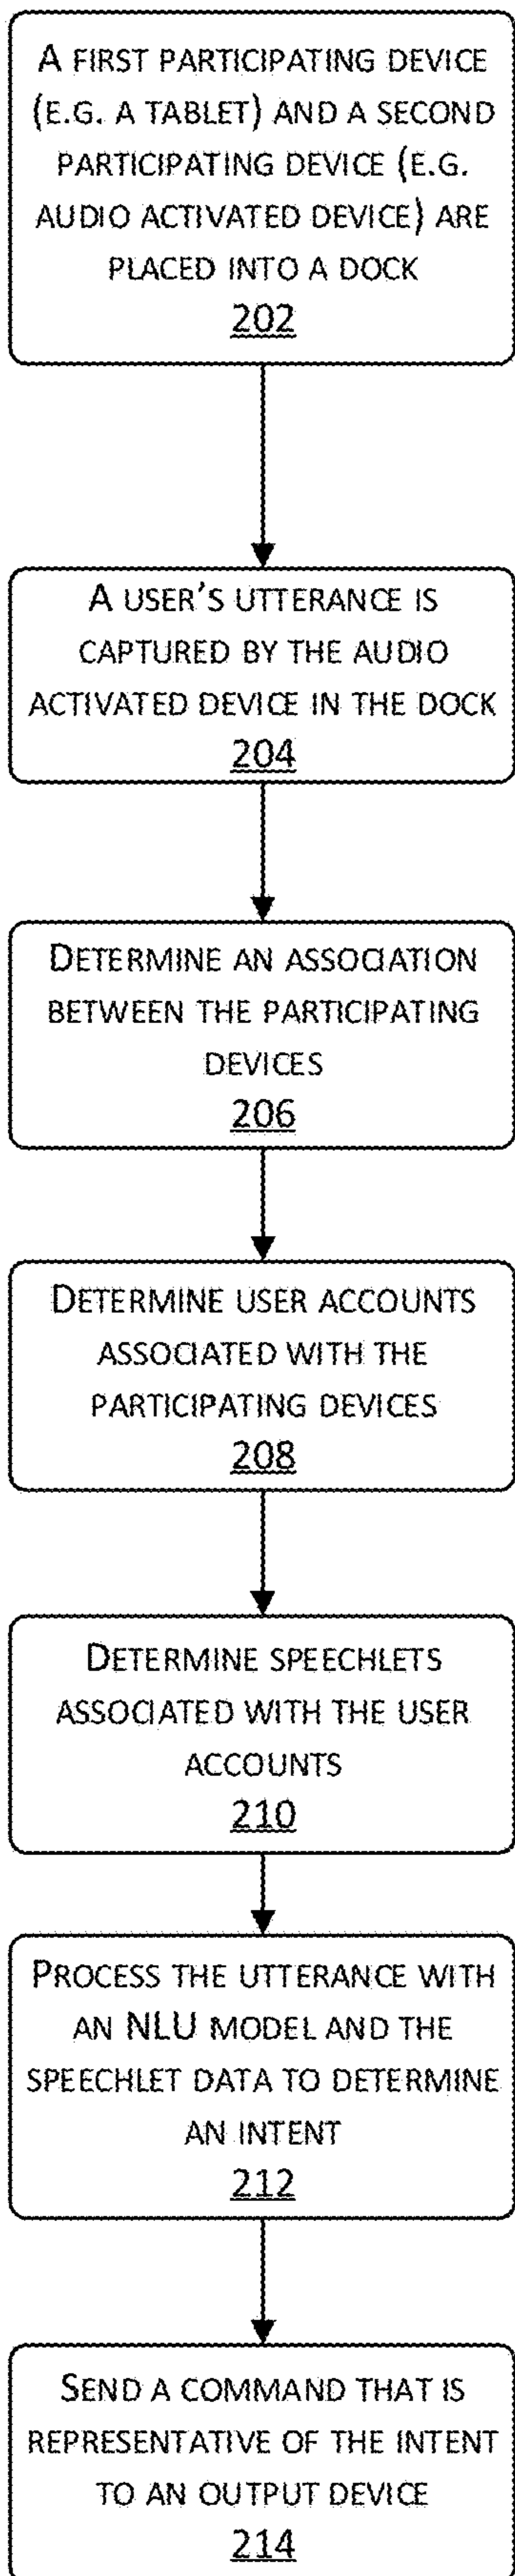 A FIRST PARTICIPATING DEVICE
(E.G. A TABLET) AND A SECOND
PARTICIPATING DEVICE (E.G.
AUDIO ACTIVATED DEVICE) ARE
PLACED INTO A DOCK
202
A USER'S UTTERANCE IS
CAPTURED BY THE AUDIO
ACTIVATED DEVICE IN THE DOCK
204
DETERMINE AN ASSOCIATION
BETWEEN THE PARTICIPATING
DEVICES
206
DETERMINE USER ACCOUNTS
ASSOCIATED WITH THE
PARTICIPATING DEVICES
208
DETERMINE SPEECHLETS
ASSOCIATED WITH THE USER
ACCOUNTS
210
PROCESS THE UTTERANCE WITH
AN NLU MODEL AND THE
SPEECHLET DATA TO DETERMINE
AN INTENT
212
SEND A COMMAND THAT IS
REPRESENTATIVE OF THE INTENT
TO AN OUTPUT DEVICE
214